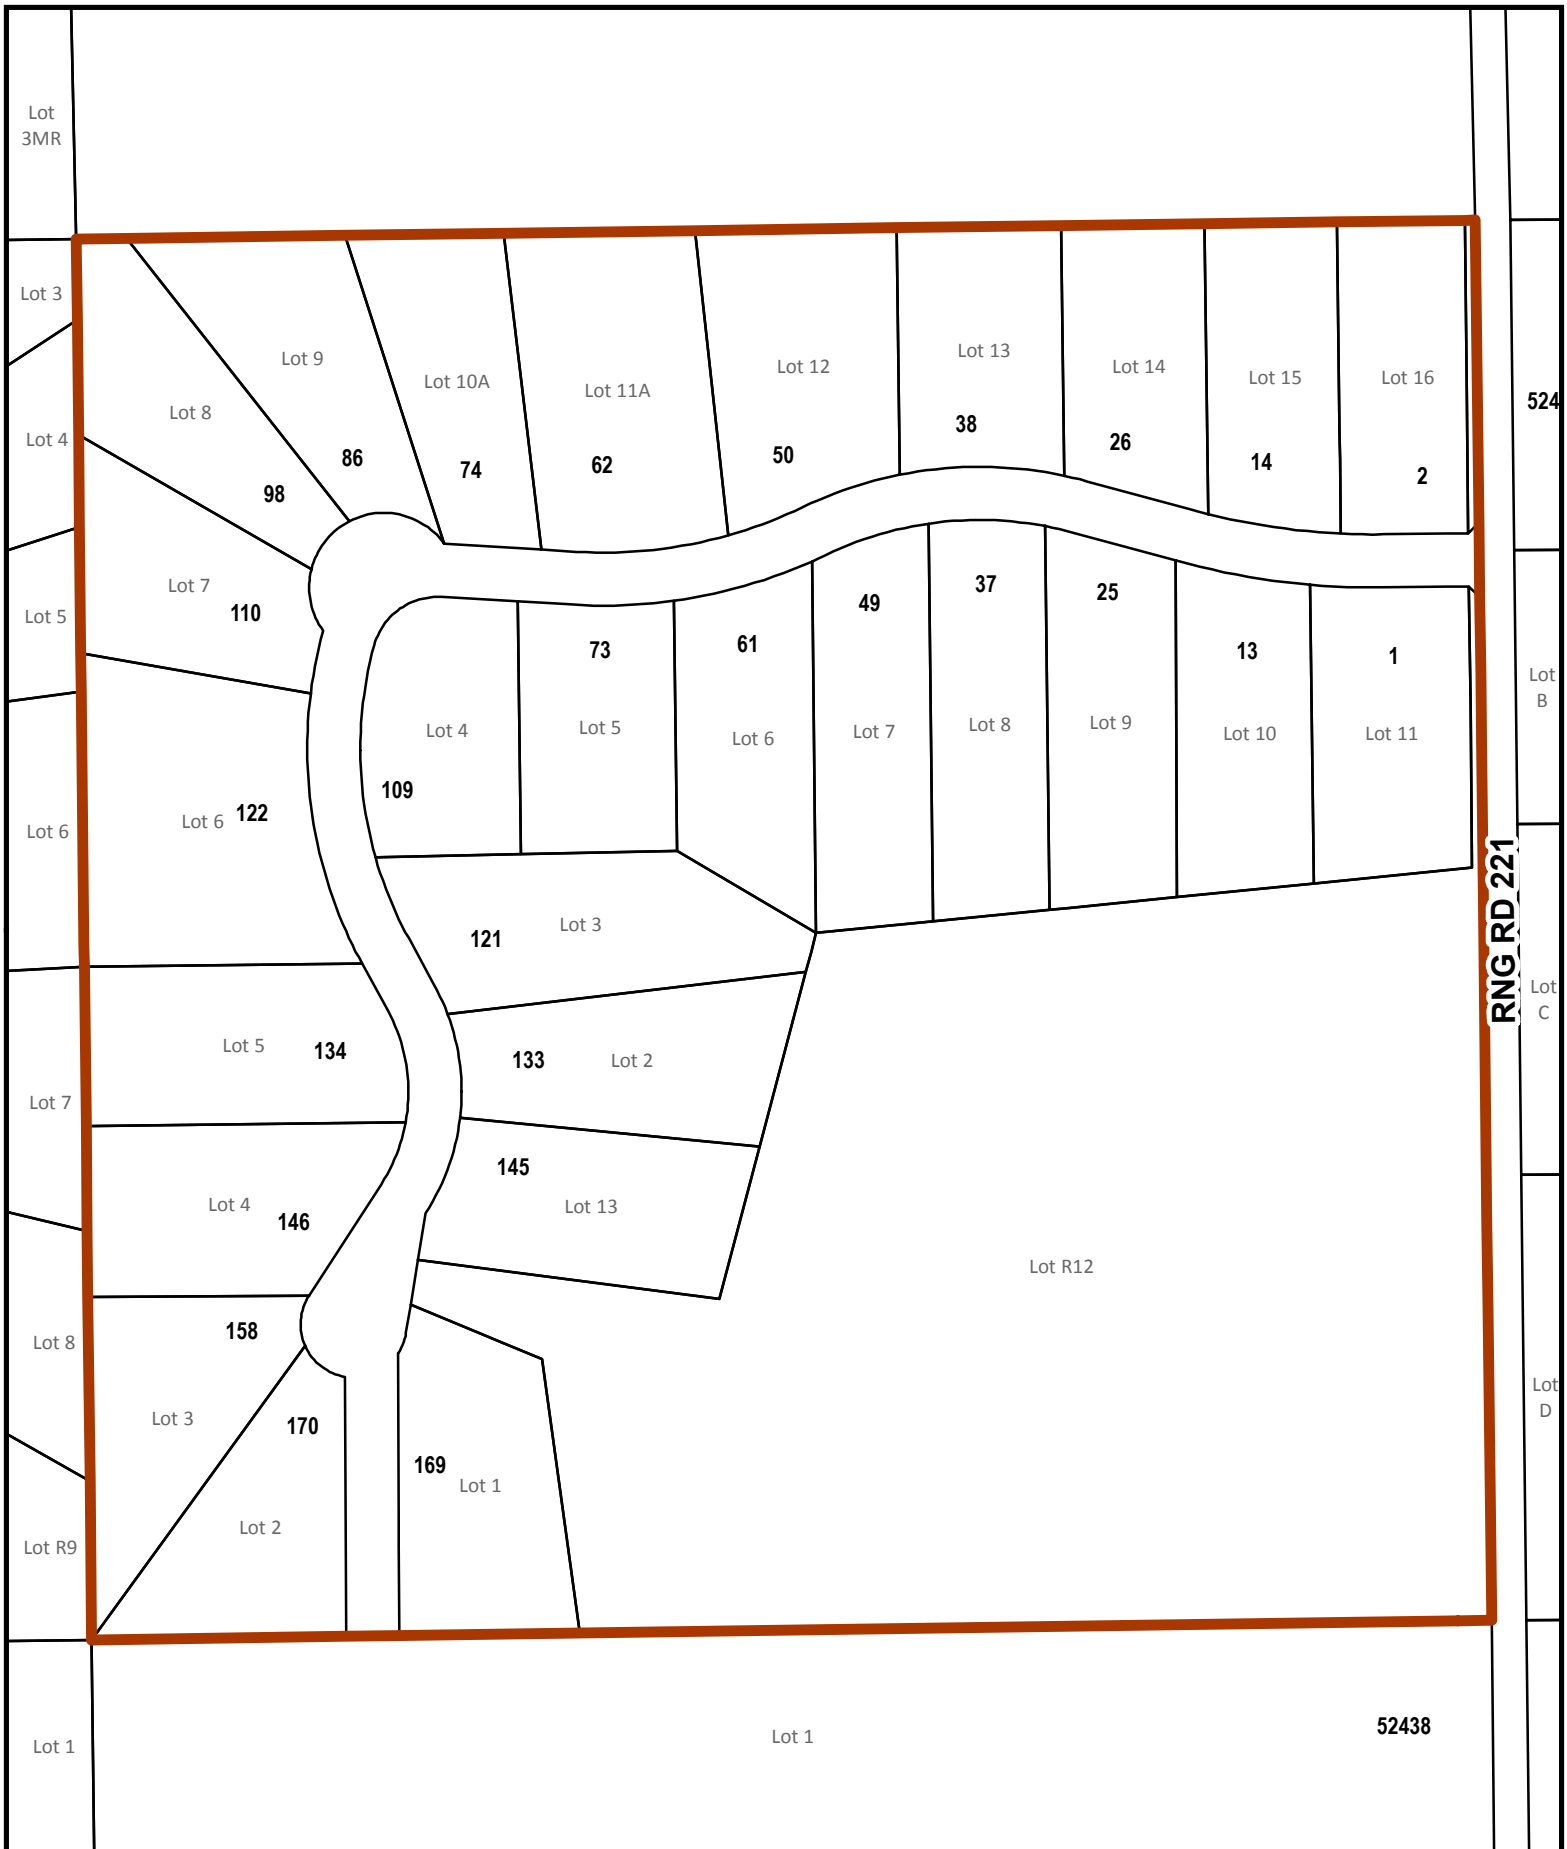 Lot
3MR
Lot 3
Lot 4
Lot 5
Lot 6
Lot 7
Lot 8
Lot R9
Lot 1
Lot 8
98
Lot 9
86
Lot 10A
74
Lot 11A
62
Lot 12
50
Lot 13
38
Lot 14
26
Lot 15
14
Lot 16
2
524
Lot 7
110
Lot 6
122
Lot 5
134
Lot 4
146
158
Lot 3
170
Lot 2
Lot 4
109
73
Lot 5
61
Lot 6
49
Lot 7
37
Lot 8
25
Lot 9
13
Lot 10
1
Lot 11
121
Lot 3
133
Lot 2
145
Lot 13
169
Lot 1
Lot R12
RNG RD 221
Lot
B
Lot
C
Lot
D
Lot 1
52438